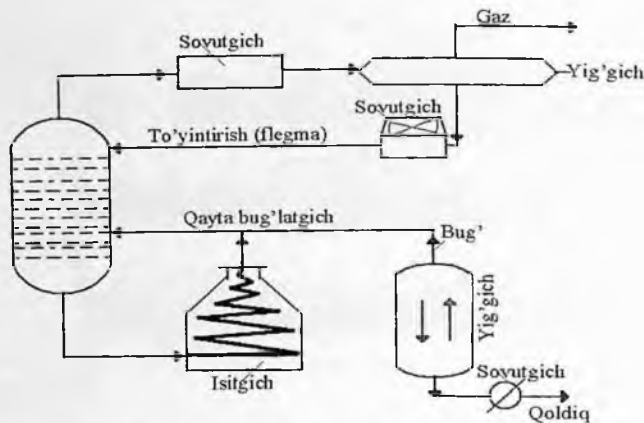 Gaz
Sovutgich
Yig'gich
Sovutgich
To'yintirish (flegma)
Qayta bug'latgich
Bug'
Yig'gich
Isitgich
Sovutgich
Qoldiq